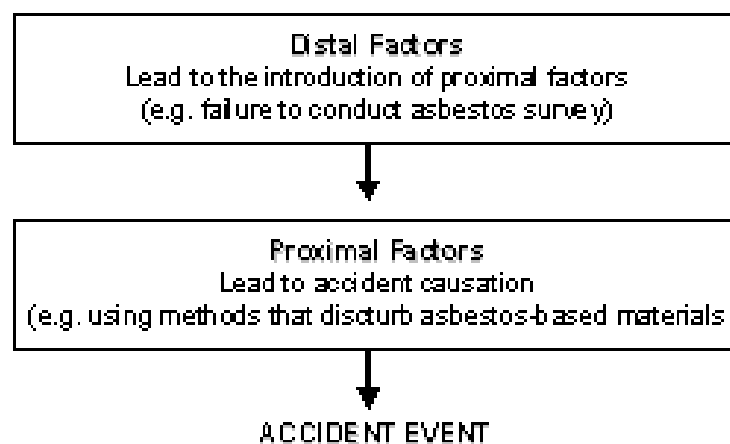 Distal Factors
Lead to the introduction of proximal factors
(e.g. failure to conduct asbestos survey)
Proximal Factors
Lead to accident causation
(e.g. using methods that discturb asbestos-based materials
ACCIDENT EVENT